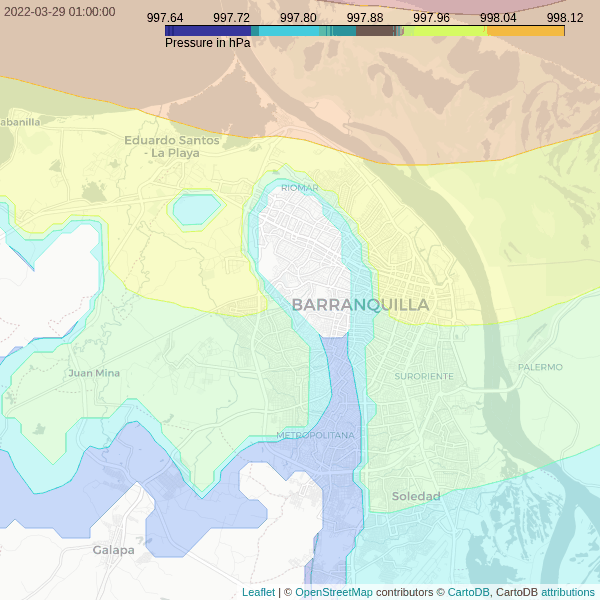 2022-03-29 01:00:00
997.64 997.72 997.80 997.88 997.96 998.04 998.12
Pressure in hPa
abanilla
Eduardo Santos
- La Playa
RIOMAR
BARRANQUILLA
Juan Mina
SURORIENTE
PALERMO
METROPOLITANA
Soledad
Galapa
Leaflet | © OpenStreetMap contributors © CartoDB, CartoDB attributions